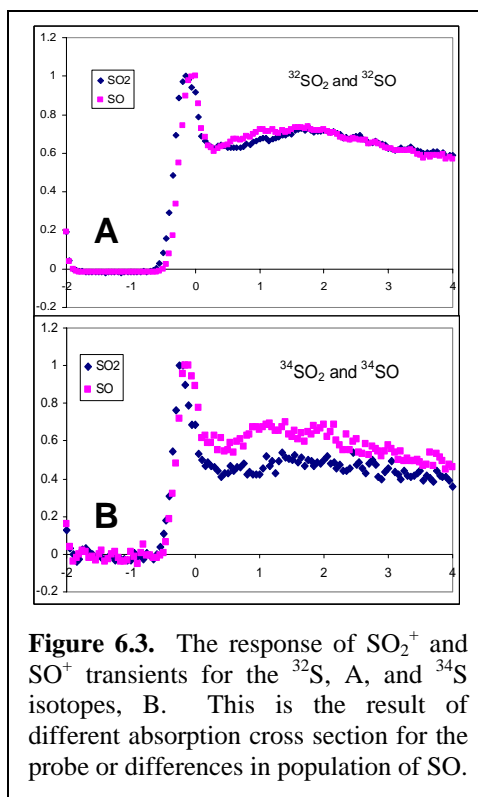 1.2
SO2
SO
³²SO₂ and ³²SO
1
0.8
0.6
0.4
0.2
A
0
-2 -1 0 1 2 3 4
-0.2
1.2
SO2
SO
³⁴SO₂ and ³⁴SO
1
0.8
0.6
0.4
0.2
B
0
-2 -1 0 1 2 3 4
-0.2
Figure 6.3. The response of SO₂⁺ and
SO⁺ transients for the ³²S, A, and ³⁴S
isotopes, B. This is the result of
different absorption cross section for the
probe or differences in population of SO.